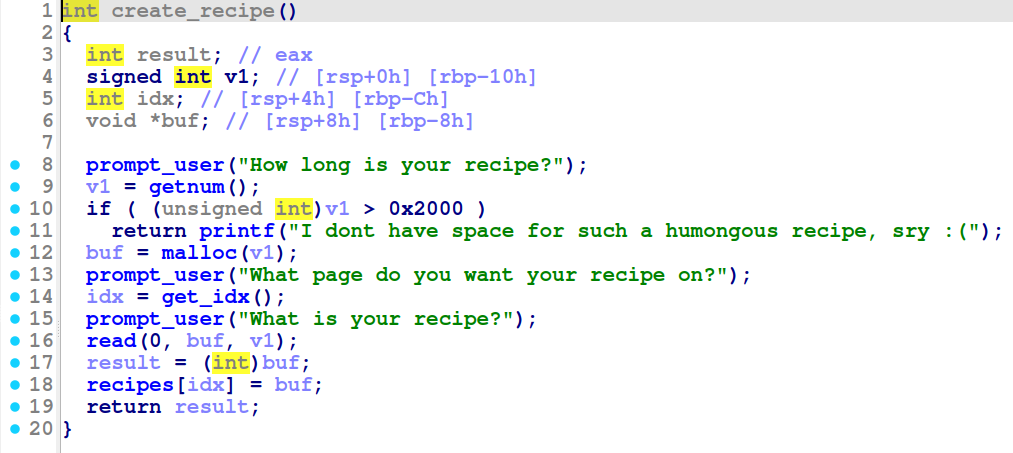 1 int create_recipe()
2 {
3 int result; // eax
4 signed int v1; // [rsp+0h] [rbp-10h]
5 int idx; // [rsp+4h] [rbp-Ch]
6 void *buf; // [rsp+8h] [rbp-8h]
7
8 prompt_user("How long is your recipe?");
9 v1 = getnum();
10 if ( (unsigned int)v1 > 0x2000 )
11 return printf("I dont have space for such a humongous recipe, sry :(");
12 buf = malloc(v1);
13 prompt_user("What page do you want your recipe on?");
14 idx = get_idx();
15 prompt_user("What is your recipe?");
16 read(0, buf, v1);
17 result = (int)buf;
18 recipes[idx] = buf;
19 return result;
20 }